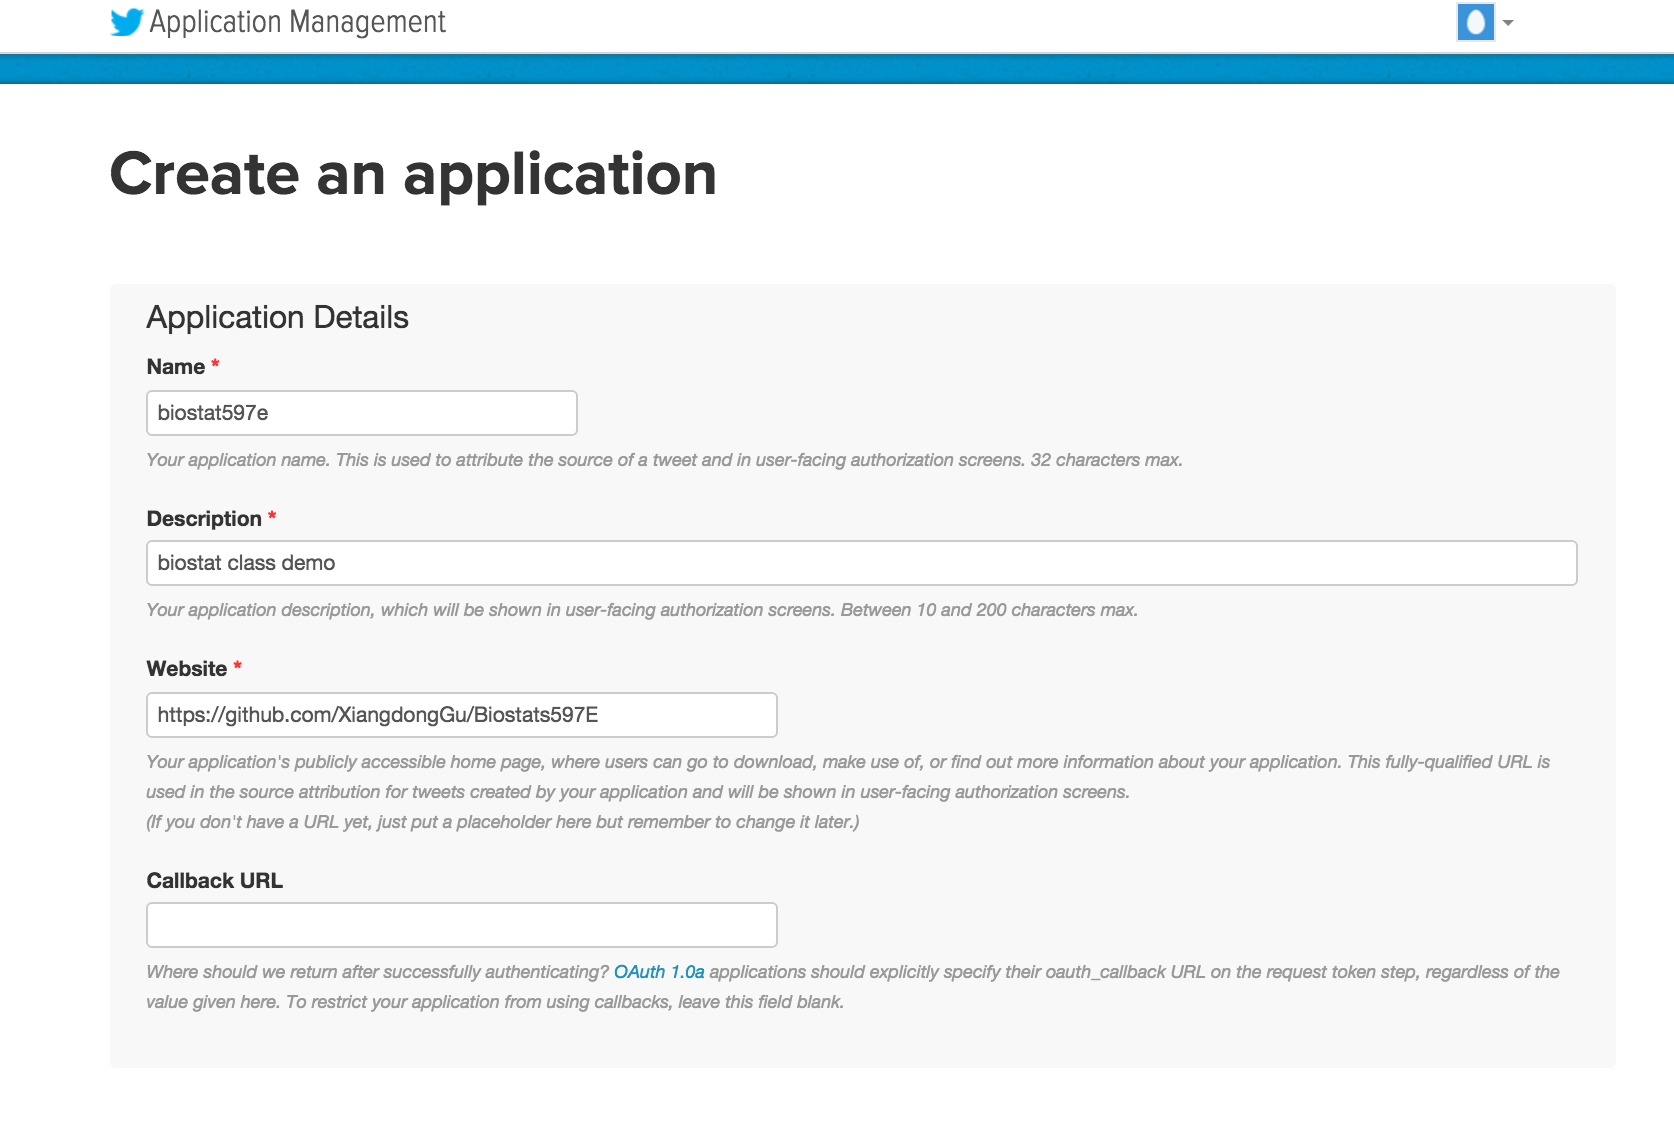 Application Management
Create an application
Application Details
Name *
biostat597e
Your application name. This is used to attribute the source of a tweet and in user-facing authorization screens. 32 characters max.
Description *
biostat class demo
Your application description, which will be shown in user-facing authorization screens. Between 10 and 200 characters max.
Website *
https://github.com/XiangdongGu/Biostats597E
Your application's publicly accessible home page, where users can go to download, make use of, or find out more information about your application. This fully-qualified URL is
used in the source attribution for tweets created by your application and will be shown in user-facing authorization screens.
(If you don't have a URL yet, just put a placeholder here but remember to change it later.)
Callback URL
Where should we return after successfully authenticating? OAuth 1.0a applications should explicitly specify their oauth_callback URL on the request token step, regardless of the
value given here. To restrict your application from using callbacks, leave this field blank.